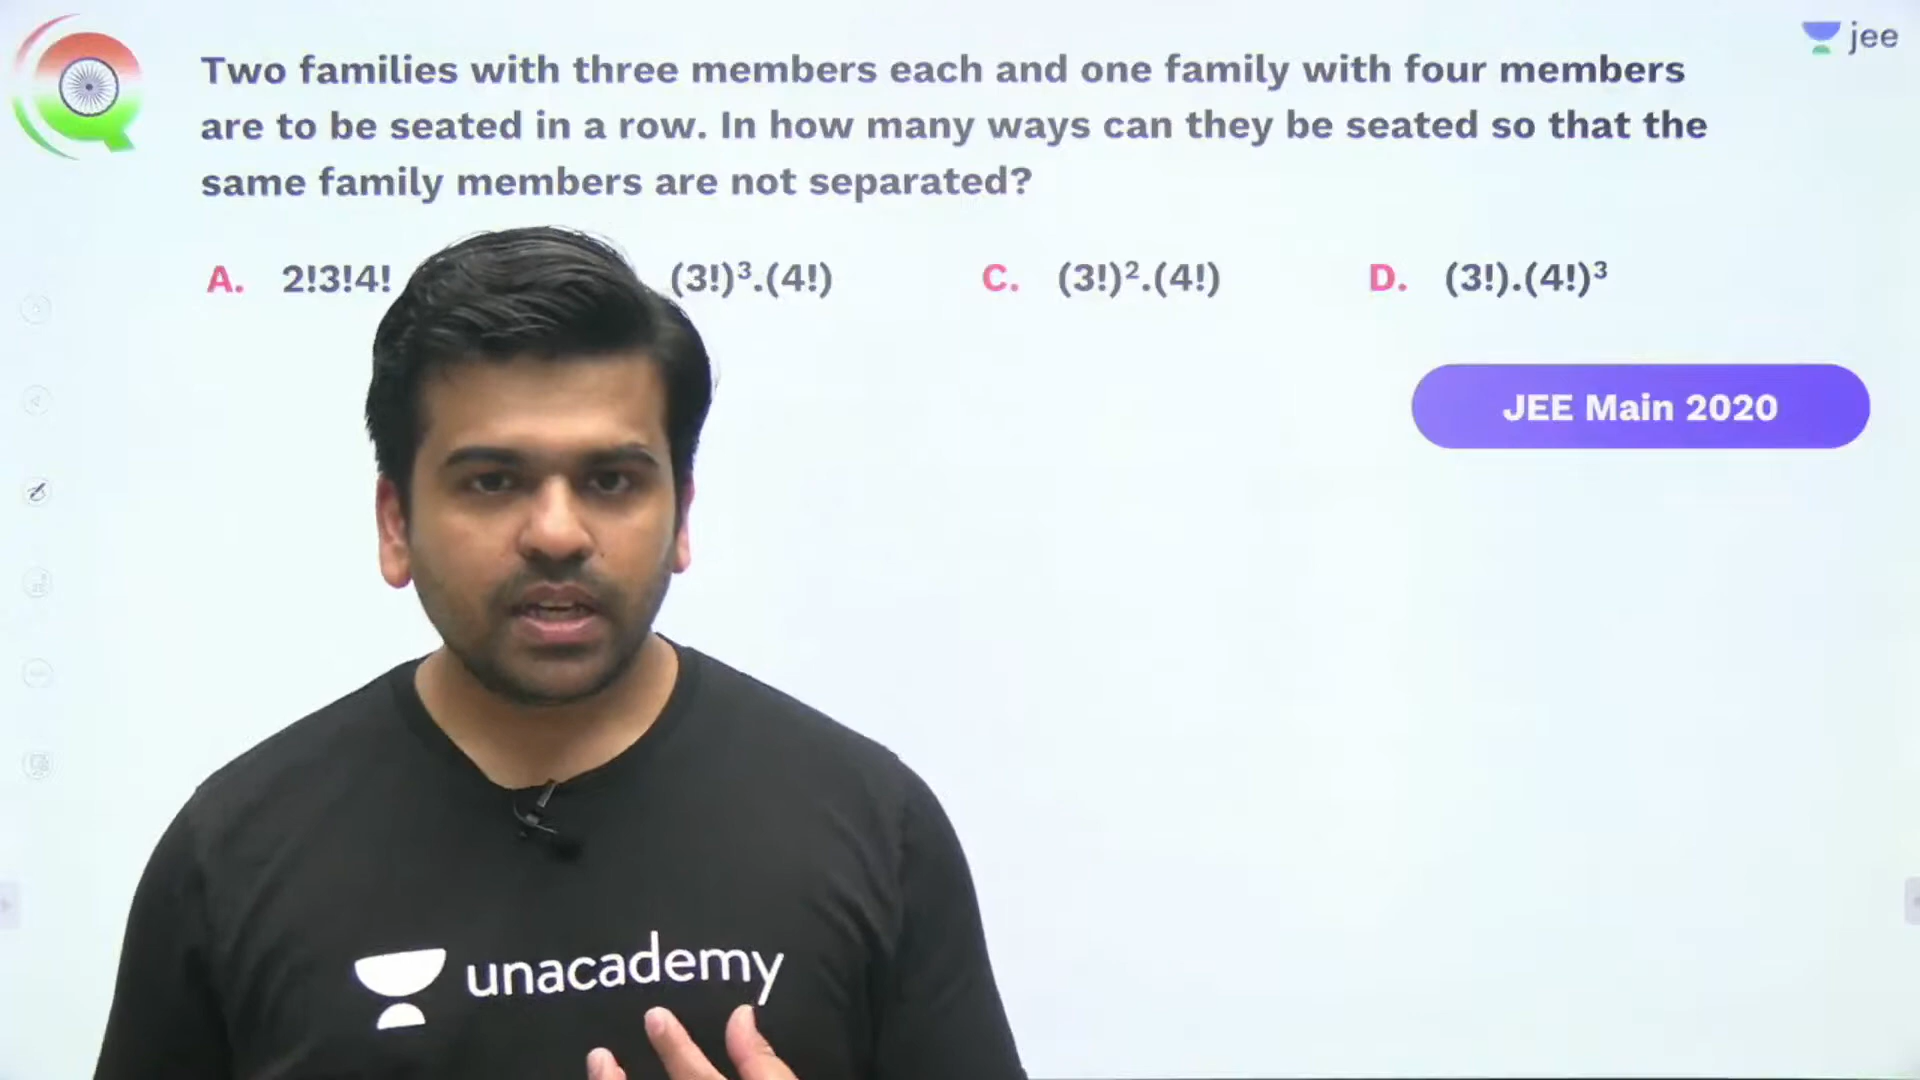 jee
Two families with three members each and one family with four members
are to be seated in a row. In how many ways can they be seated so that the
same family members are not separated?
A. 2!3!4! (3!)³.(4!) C. (3!)².(4!) D. (3!).(4!)³
JEE Main 2020
unacademy